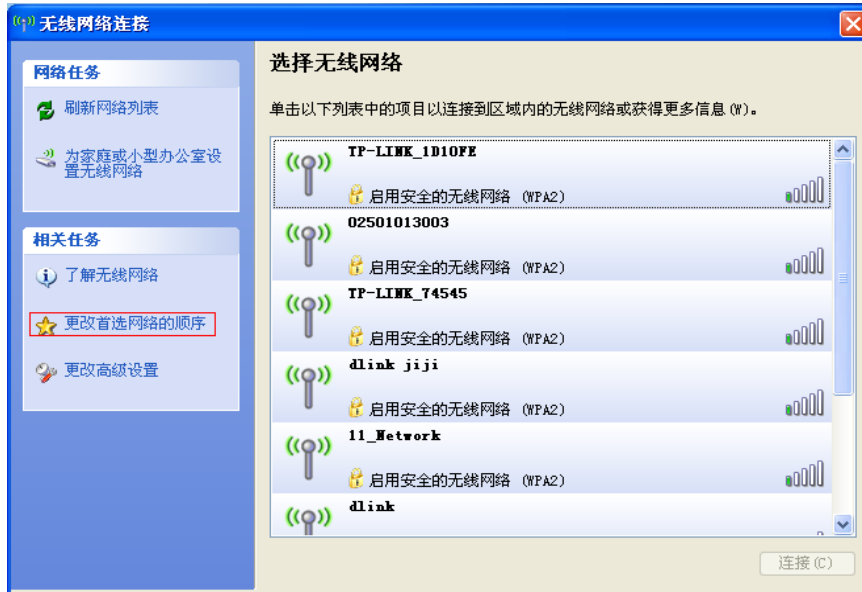 无线网络连接
网络任务
刷新网络列表
为家庭或小型办公室设
置无线网络
相关任务
了解无线网络
更改首选网络的顺序
更改高级设置
选择无线网络
单击以下列表中的项目以连接到区域内的无线网络或获得更多信息(W)。
TP-LINK_1D10FE
启用安全的无线网络 (WPA2)
02501013003
启用安全的无线网络 (WPA2)
TP-LINK_74545
启用安全的无线网络 (WPA2)
dlink jiji
启用安全的无线网络 (WPA2)
11_Network
启用安全的无线网络 (WPA2)
dlink
连接(C)